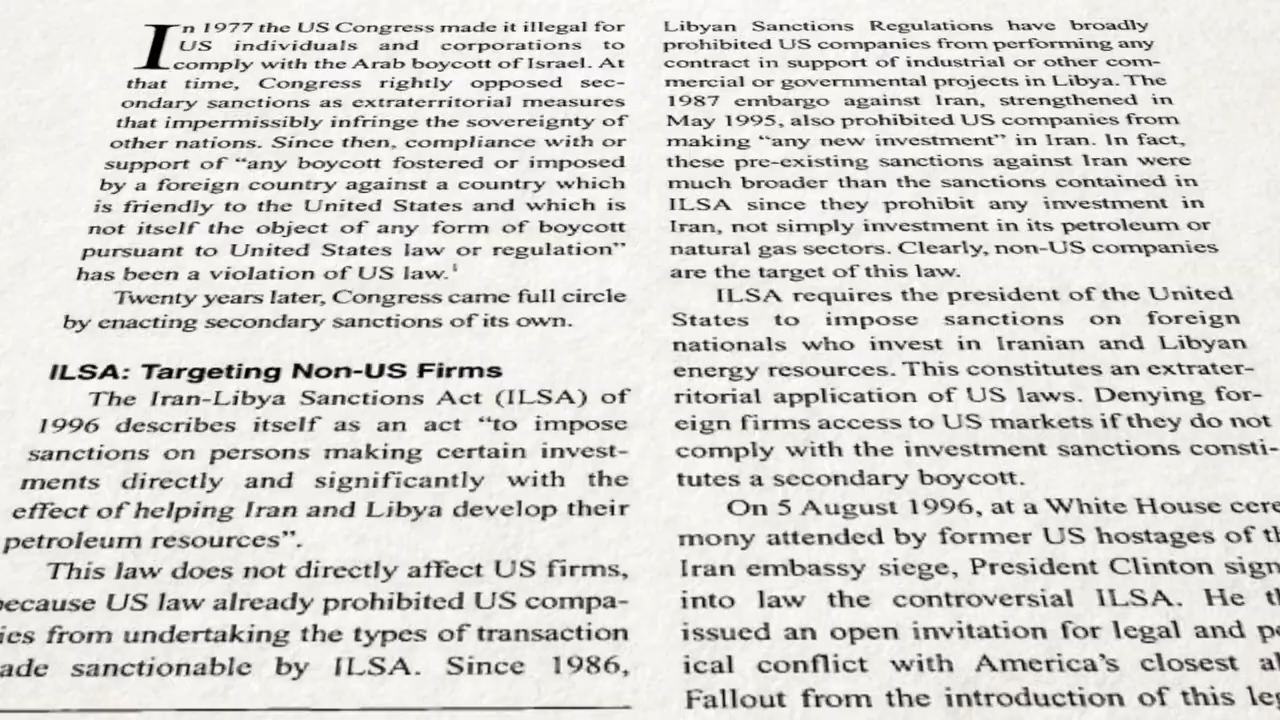 In 1977 the US Congress made it illegal for
US individuals and corporations to
comply with the Arab boycott of Israel. At
that time, Congress rightly opposed sec-
ondary sanctions as extraterritorial measures
that impermissibly infringe the sovereignty of
other nations. Since then, compliance with or
support of “any boycott fostered or imposed
by a foreign country against a country which
is friendly to the United States and which is
not itself the object of any form of boycott
pursuant to United States law or regulation”
has been a violation of US law.¹
Twenty years later, Congress came full circle
by enacting secondary sanctions of its own.
ILSA: Targeting Non-US Firms
The Iran-Libya Sanctions Act (ILSA) of
1996 describes itself as an act “to impose
sanctions on persons making certain invest-
ments directly and significantly with the
effect of helping Iran and Libya develop their
petroleum resources”.
This law does not directly affect US firms,
ecause US law already prohibited US compa-
ies from undertaking the types of transaction
ade sanctionable by ILSA. Since 1986,
Libyan Sanctions Regulations have broadly
prohibited US companies from performing any
contract in support of industrial or other com-
mercial or governmental projects in Libya. The
1987 embargo against Iran, strengthened in
May 1995, also prohibited US companies from
making “any new investment” in Iran. In fact,
these pre-existing sanctions against Iran were
much broader than the sanctions contained in
ILSA since they prohibit any investment in
Iran, not simply investment in its petroleum or
natural gas sectors. Clearly, non-US companies
are the target of this law.
ILSA requires the president of the United
States to impose sanctions on foreign
nationals who invest in Iranian and Libyan
energy resources. This constitutes an extrater-
ritorial application of US laws. Denying for-
eign firms access to US markets if they do not
comply with the investment sanctions consti-
tutes a secondary boycott.
On 5 August 1996, at a White House cere
mony attended by former US hostages of th
Iran embassy siege, President Clinton sign
into law the controversial ILSA. He th
issued an open invitation for legal and po
ical conflict with America’s closest al
Fallout from the introduction of this leg